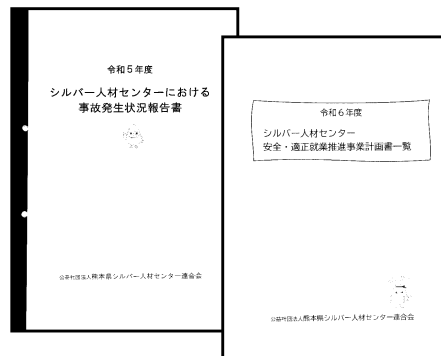 令和5年度
シルバー人材センターにおける
事故発生状況報告書
公益社団法人熊本県シルバー人材センター連合会
令和6年度
シルバー人材センター
安全・適正就業推進事業計画書一覧
公益社団法人熊本県シルバー人材センター連合会